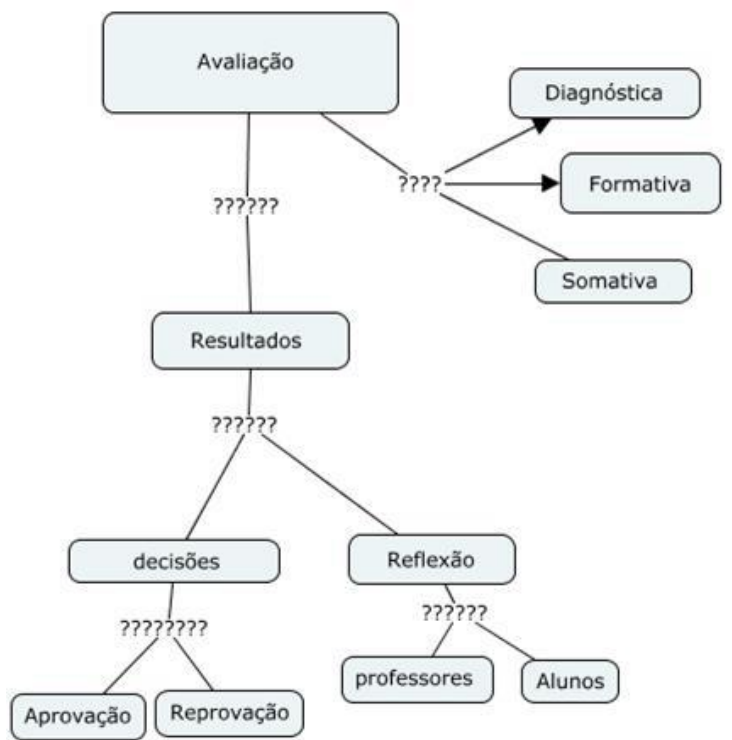 Avaliação
Diagnóstica
????
Formativa
??????
Somativa
Resultados
??????
decisões
Reflexão
????????
??????
professores
Alunos
Aprovação
Reprovação